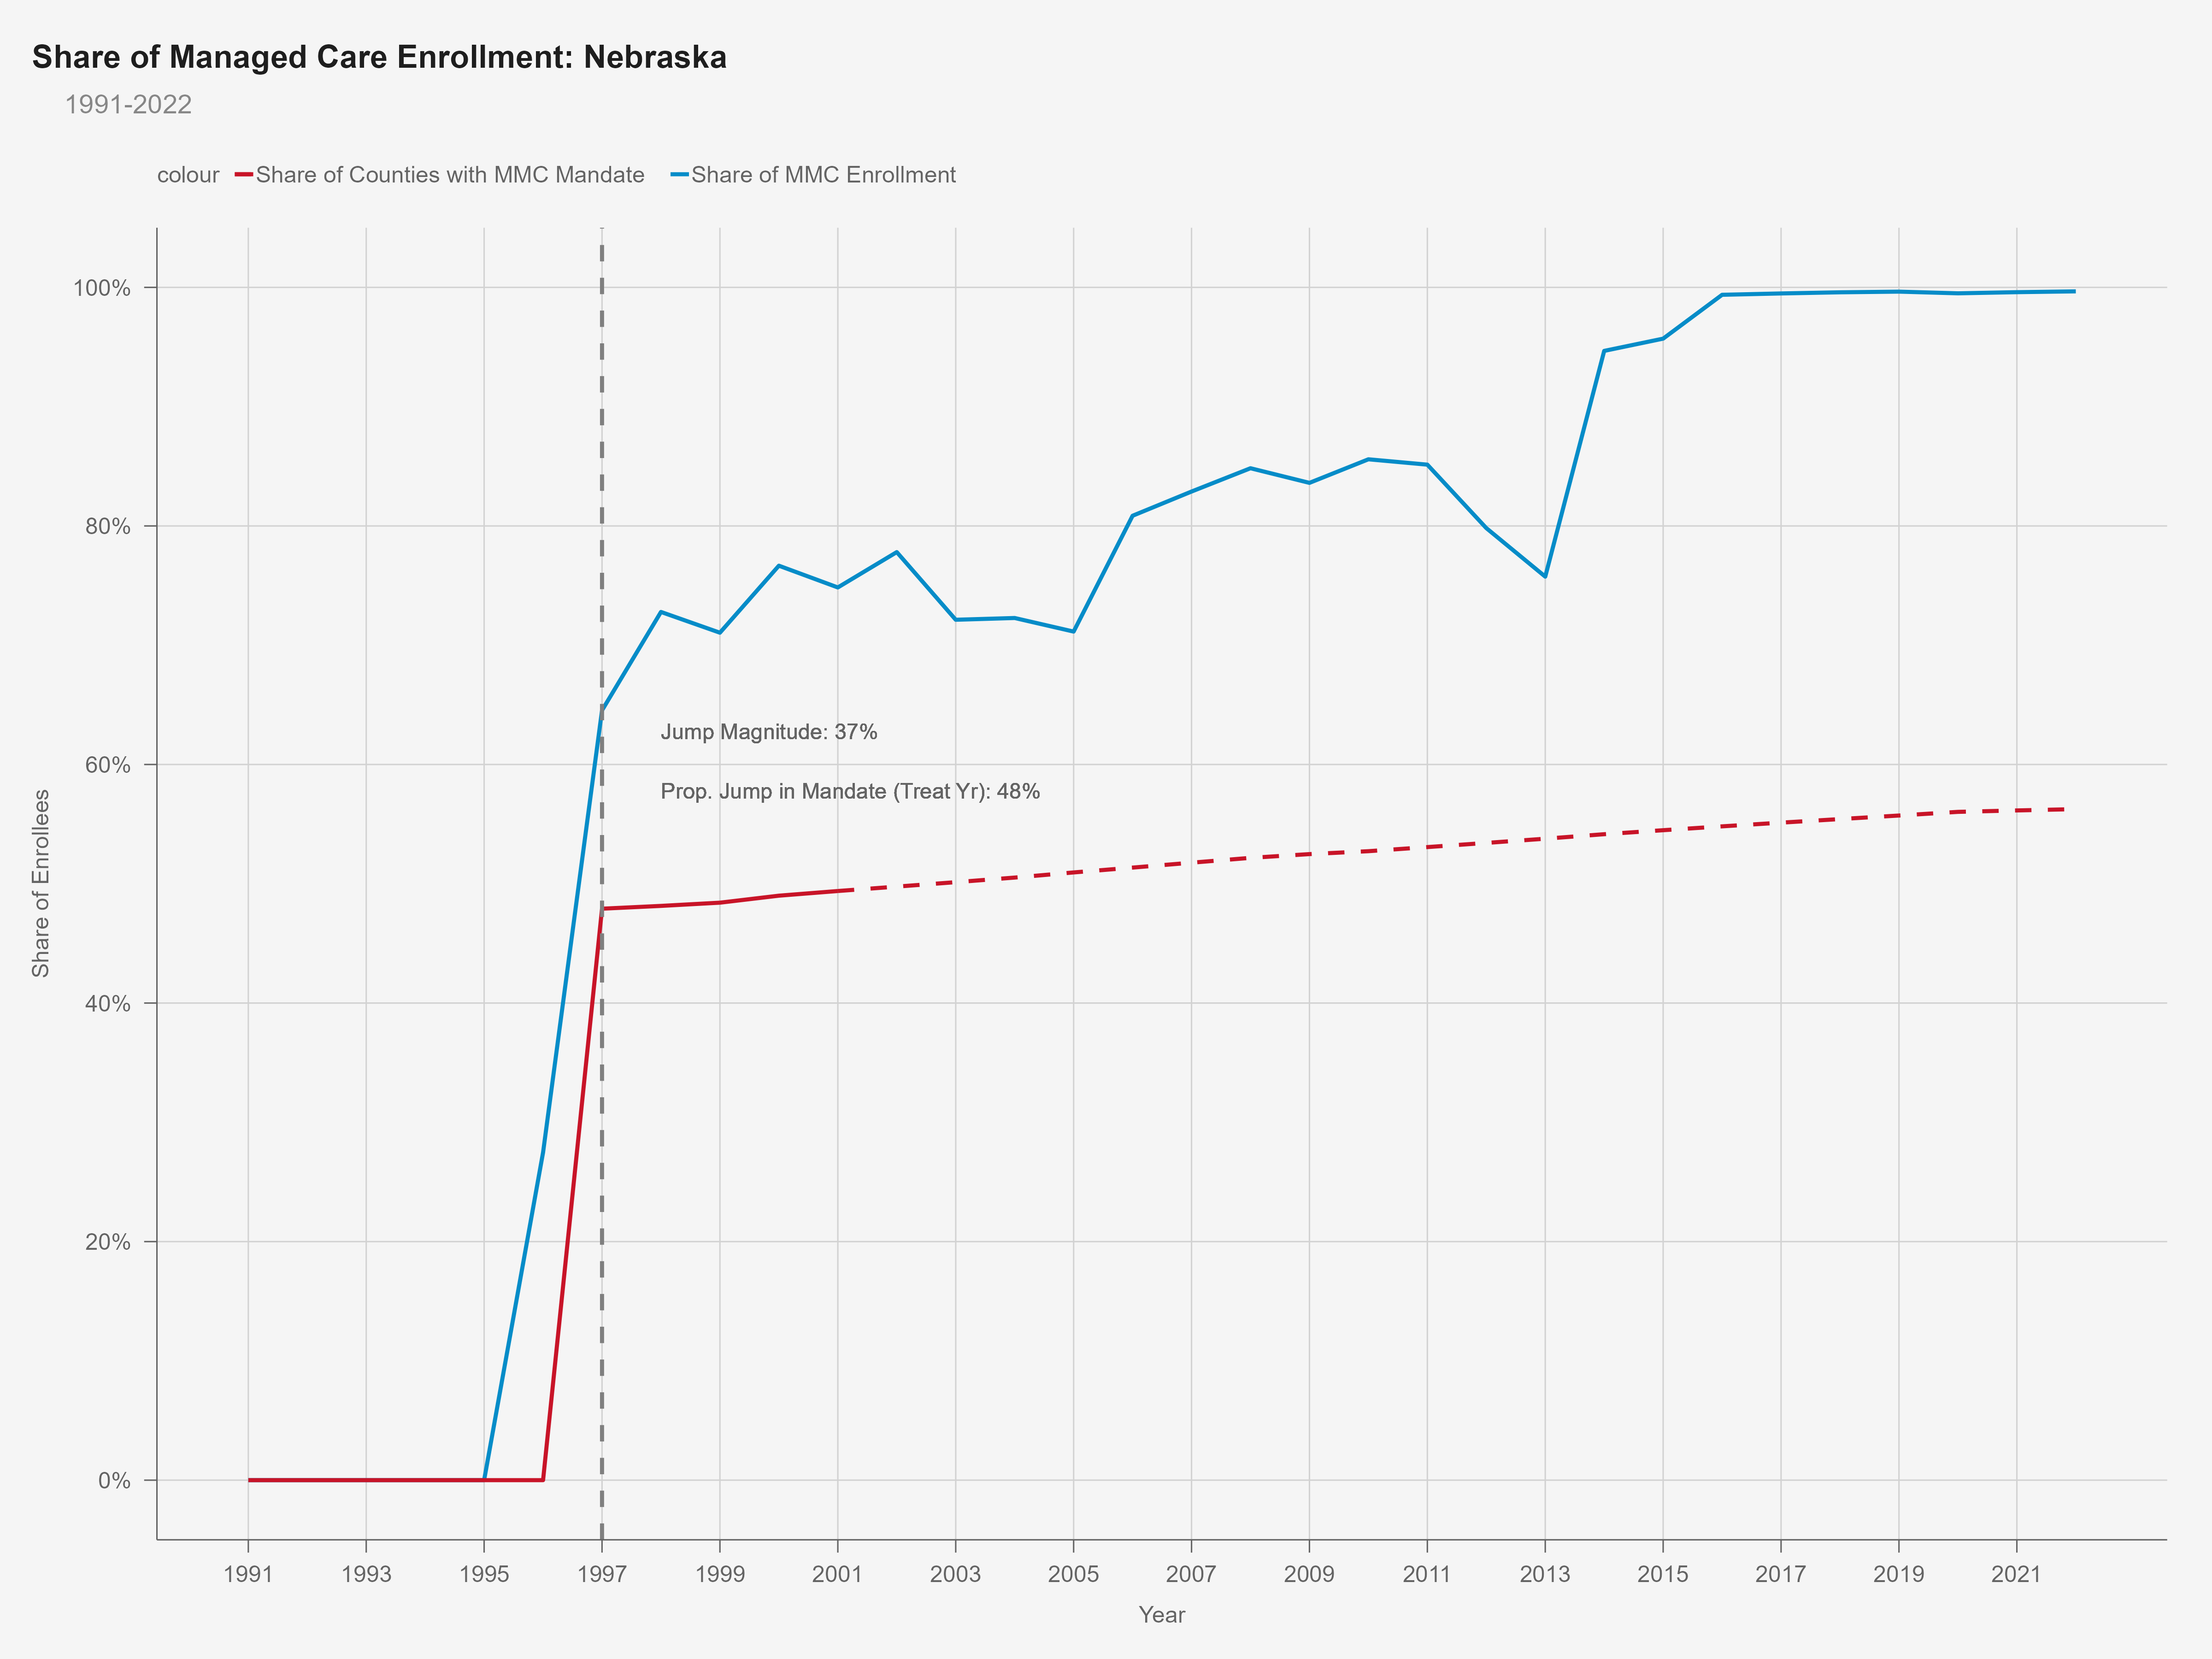 Share of Managed Care Enrollment: Nebraska
1991-2022
colour Share of Counties with MMC Mandate Share of MMC Enrollment
100%
80%
Jump Magnitude: 37%
60%
Prop. Jump in Mandate (Treat Yr): 48%
Share of Enrollees
40%
20%
0%
1991 1993 1995 1997 1999 2001 2003 2005 2007 2009 2011 2013 2015 2017 2019 2021
Year